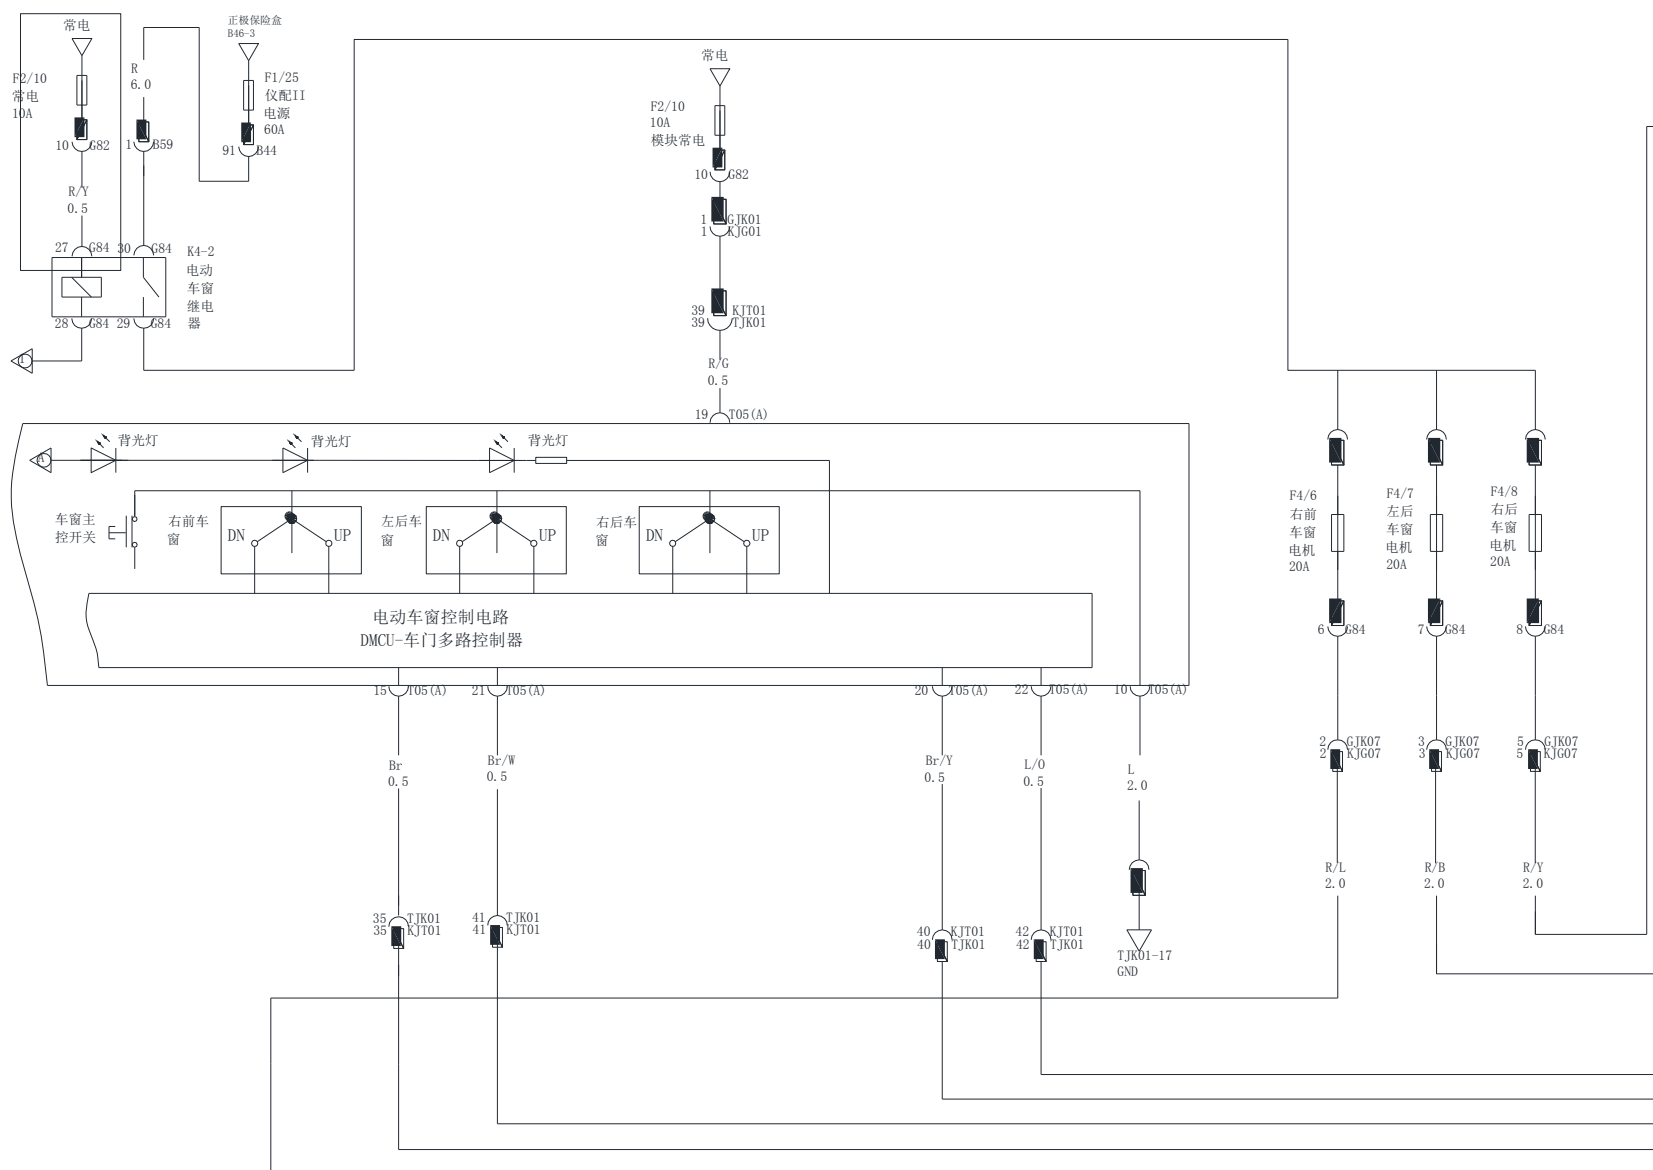 常电
F2/10
常电
10A
10 G82
R/Y
0.5
R
6.0
1 B59
正极保险盒
B46-3
F1/25
仪配II
电源
60A
91 B44
27 G84 30 G84
K4-2
电动
车窗
继电
器
28 G84 29 G84
1
常电
F2/10
10A
模块常电
10 G82
1 GJK01
1 KJG01
39 KJT01
39 TJK01
R/G
0.5
19 T05(A)
A
背光灯
背光灯
背光灯
车窗主
控开关
右前车
窗
DN UP
左后车
窗
DN UP
右后车
窗
DN UP
电动车窗控制电路
DMCU-车门多路控制器
15 T05(A)
21 T05(A)
20 T05(A)
22 T05(A)
10 T05(A)
Br
0.5
Br/W
0.5
Br/Y
0.5
L/O
0.5
L
2.0
35 TJK01
35 KJT01
41 TJK01
41 KJT01
40 KJT01
40 TJK01
42 KJT01
42 TJK01
TJK01-17
GND
F4/6
右前
车窗
电机
20A
F4/7
左后
车窗
电机
20A
F4/8
右后
车窗
电机
20A
6 G84
7 G84
8 G84
2 GJK07
2 KJG07
3 GJK07
3 KJG07
5 GJK07
5 KJG07
R/L
2.0
R/B
2.0
R/Y
2.0